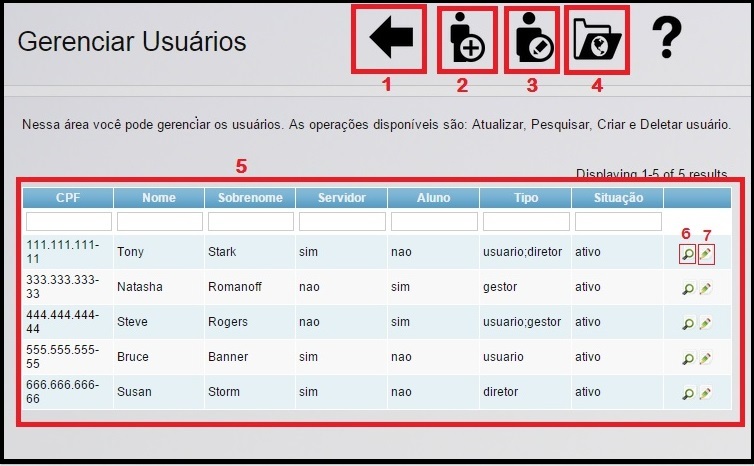 Gerenciar Usuários
?
1 2 3 4
Nessa área você pode gerenciar os usuários. As operações disponíveis são: Atualizar, Pesquisar, Criar e Deletar usuário.
5
Displaying 1-5 of 5 results.
CPF Nome Sobrenome Servidor Aluno Tipo Situação
6 7
111.111.111-
11 Tony Stark sim nao usuario;diretor ativo
333.333.333-
33 Natasha Romanoff nao sim gestor ativo
444.444.444-
44 Steve Rogers nao sim usuario;gestor ativo
555.555.555-
55 Bruce Banner sim nao usuario ativo
666.666.666-
66 Susan Storm sim nao diretor ativo